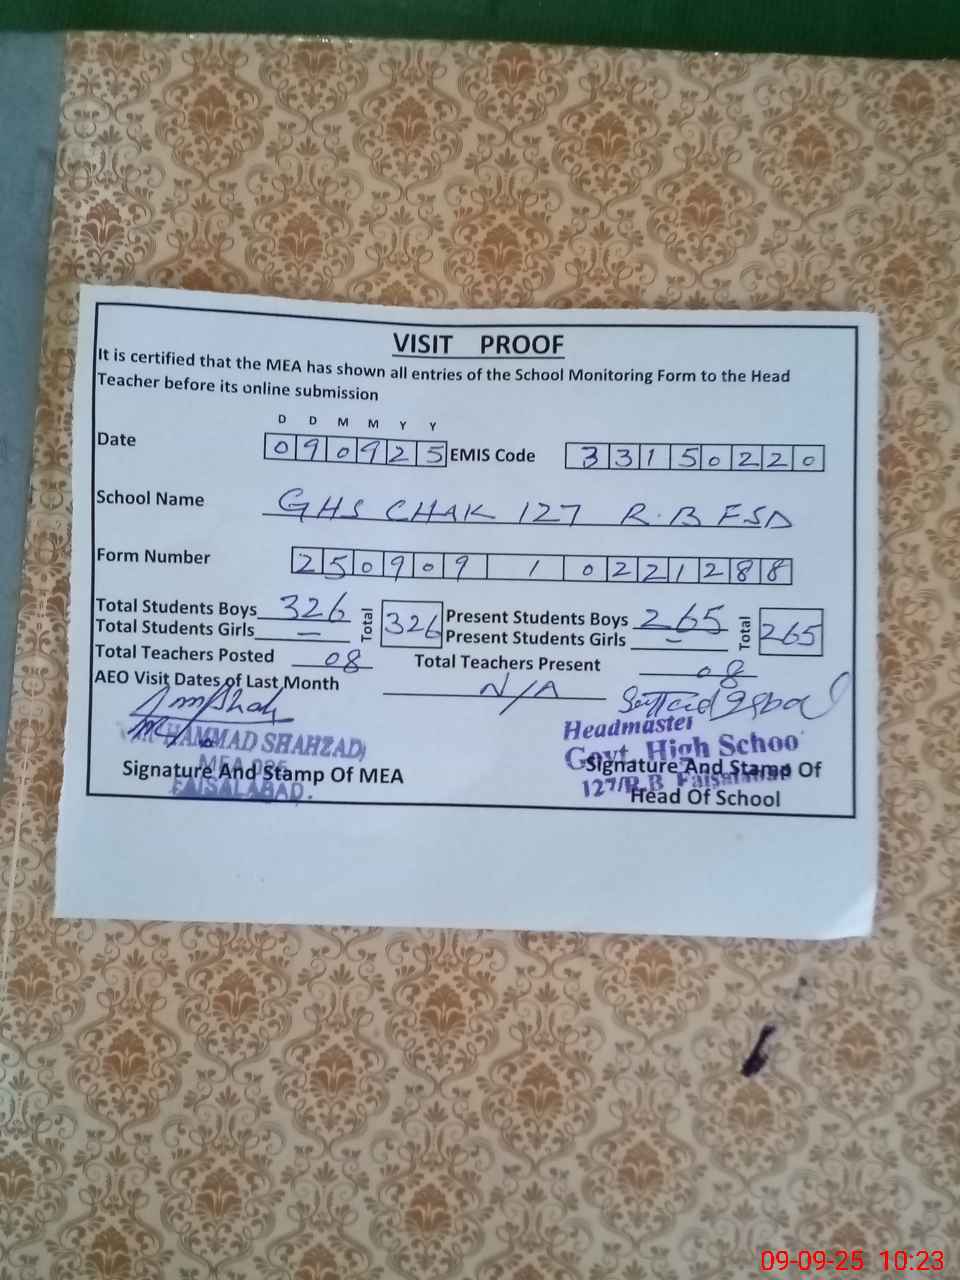 VISIT PROOF
It is certified that the MEA has shown all entries of the School Monitoring Form to the Head
Teacher before its online submission
D D M M Y Y
Date 090925 EMIS Code 33150220
School Name GHS CHAK 127 R.B FSD
Form Number 250909 1 0221288
Total Students Boys 326 Total 326 Present Students Boys 265 Total 265
Total Students Girls — Present Students Girls —
Total Teachers Posted 08 Total Teachers Present 08
AEO Visit Dates of Last Month N/A
MUHAMMAD SHAHZAD
MEA
FAISALABAD.
Signature And Stamp Of MEA
Headmaster
Govt. High Schoo
127/R.B Faisalabad
Signature And Stamp Of
Head Of School
09-09-25 10:23